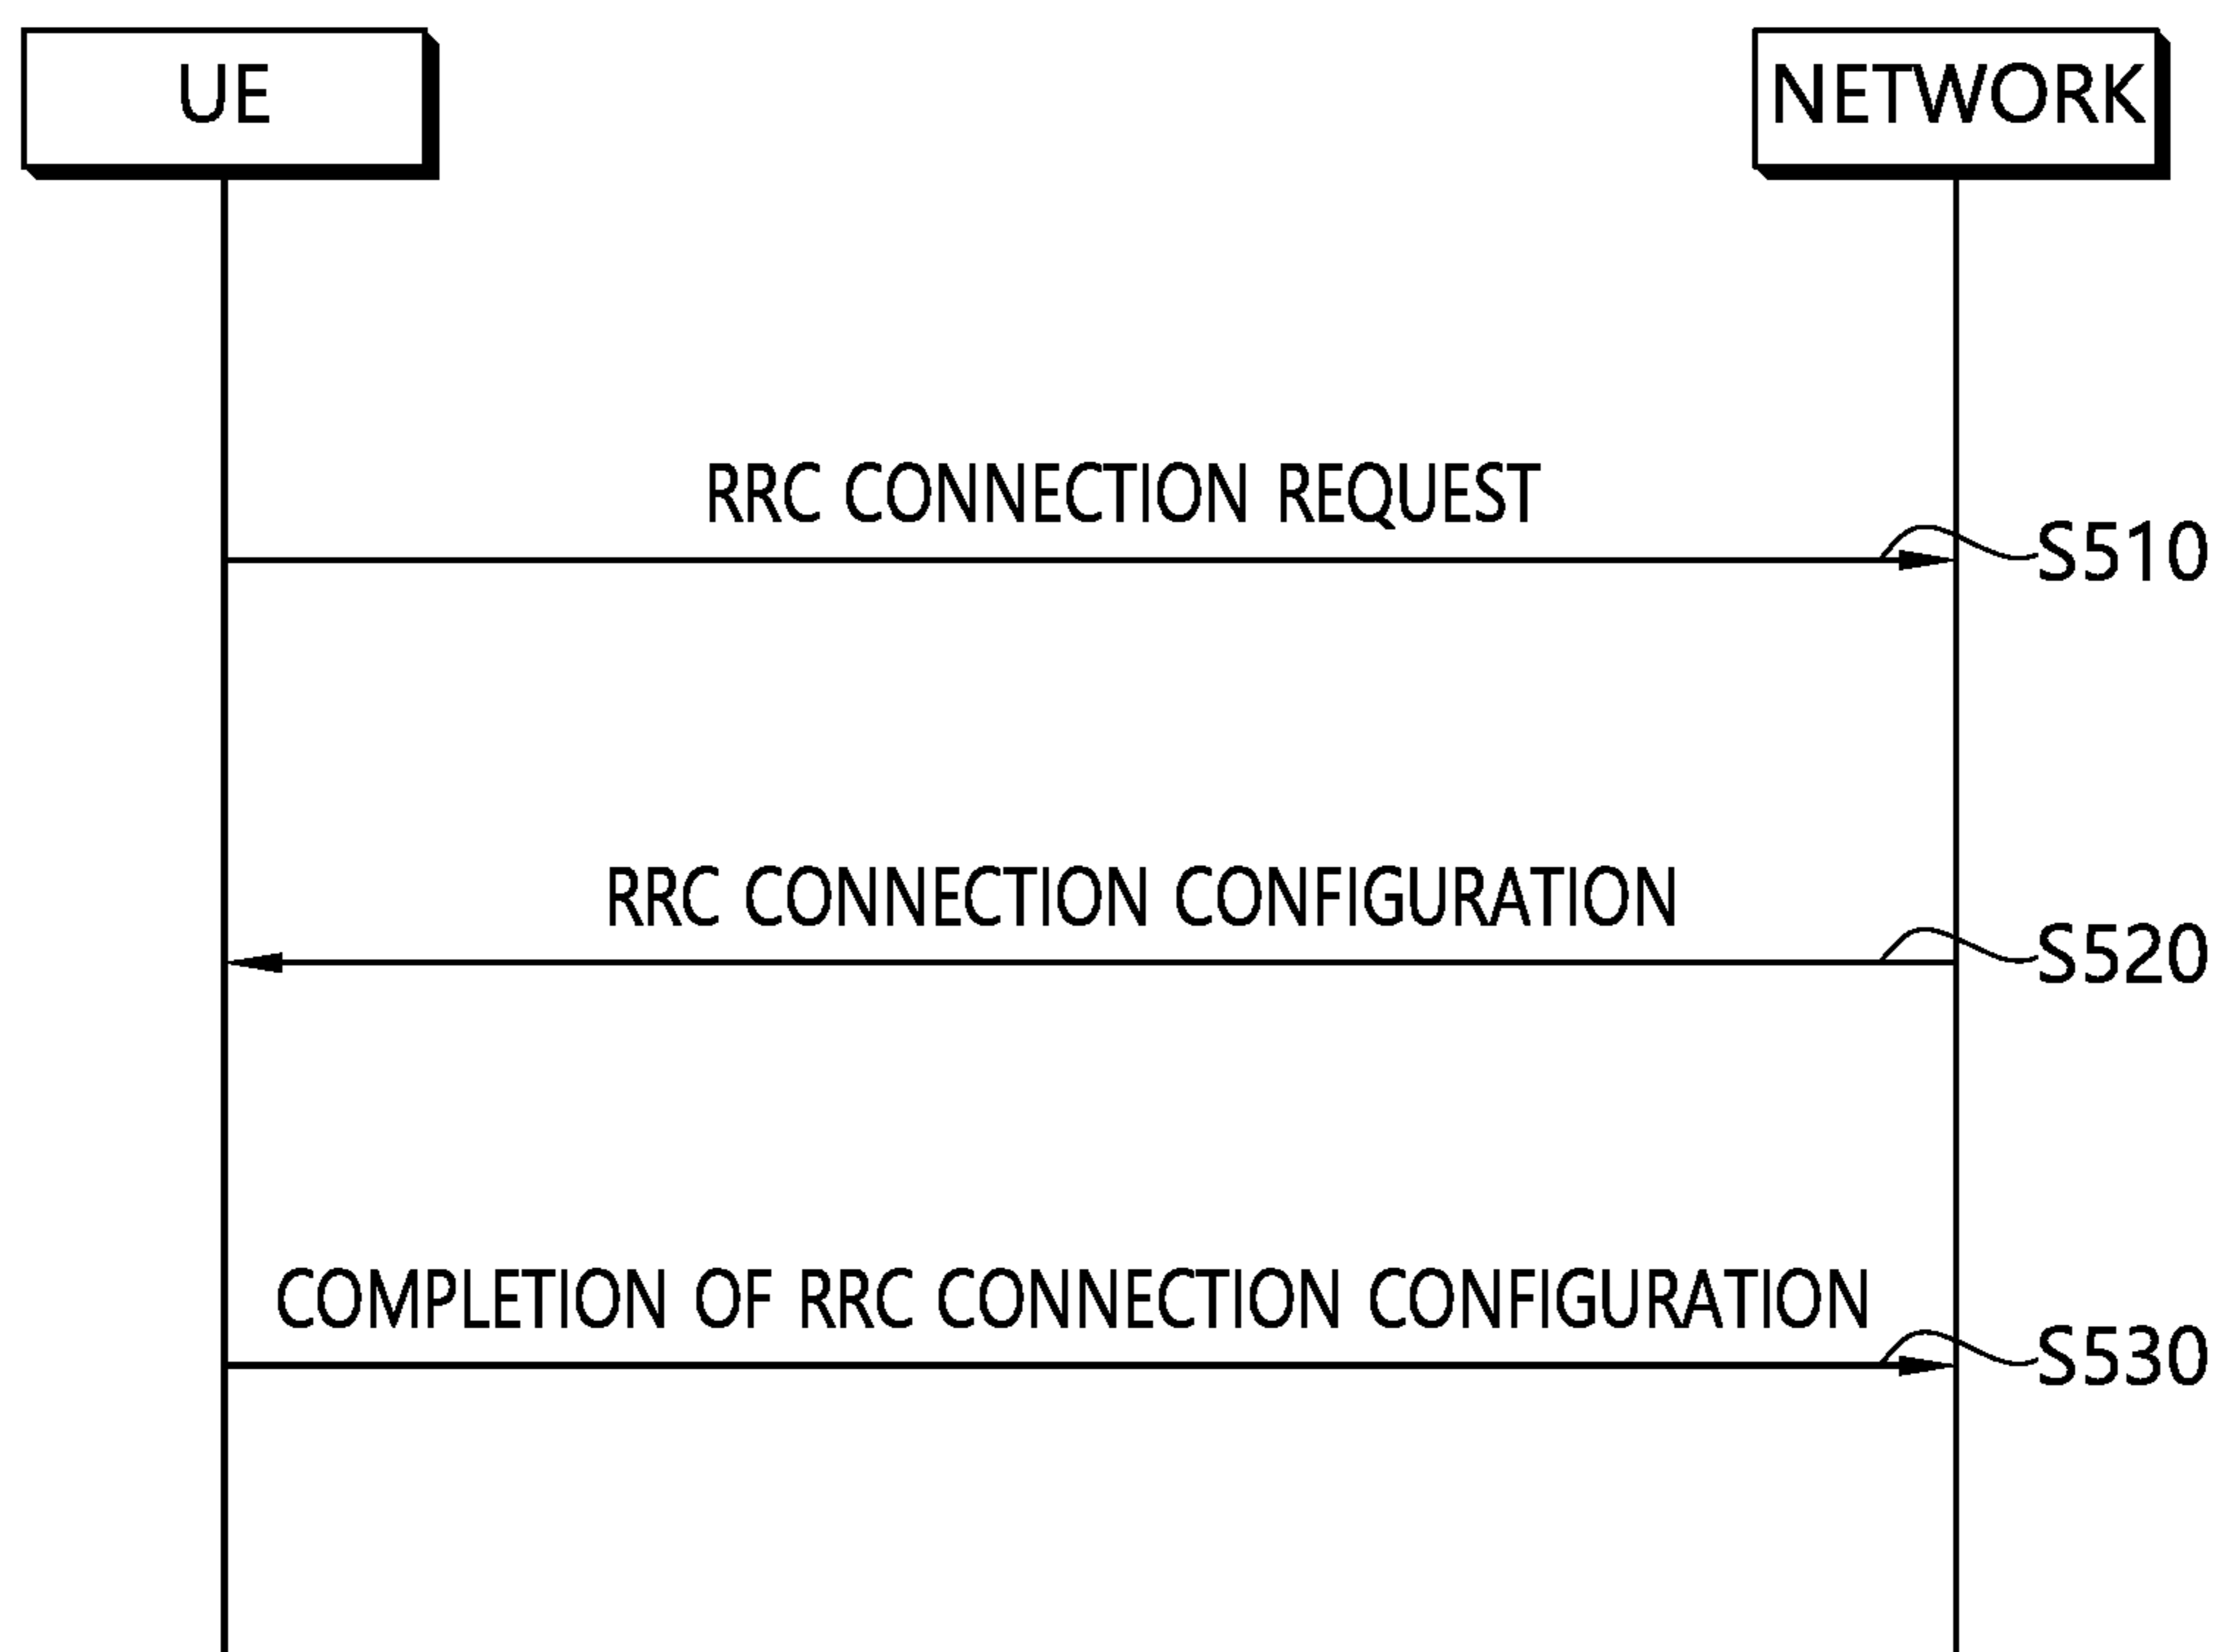 UE
NETWORK
RRC CONNECTION REQUEST
S510
RRC CONNECTION CONFIGURATION
S520
COMPLETION OF RRC CONNECTION CONFIGURATION
S530